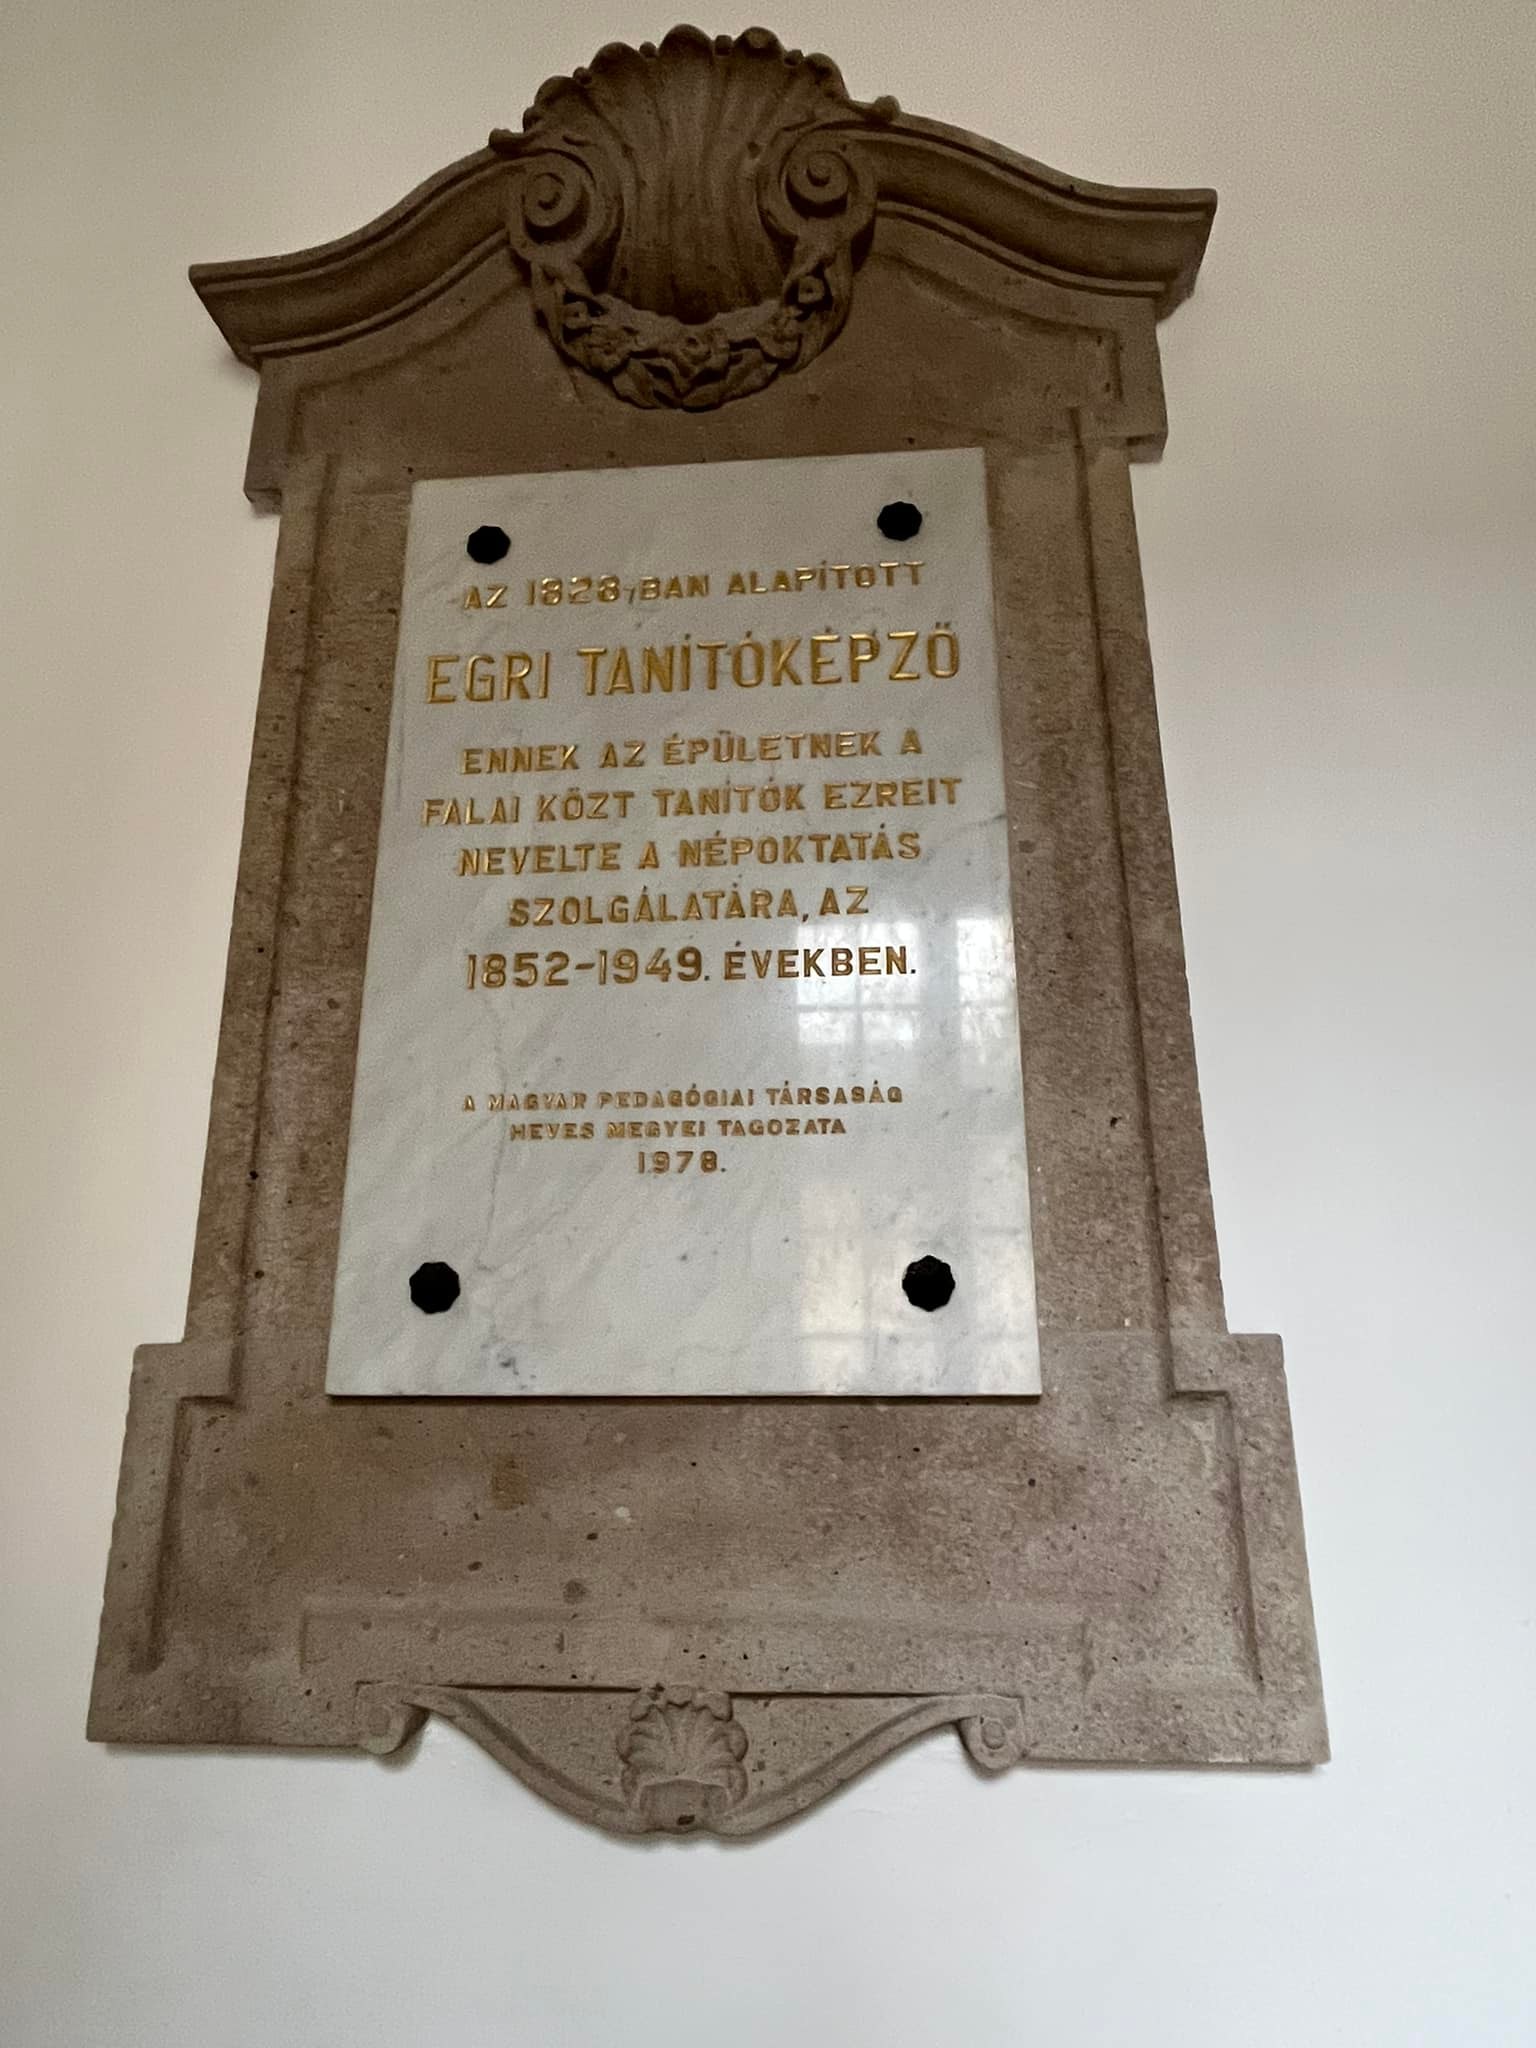 AZ 1828-BAN ALAPÍTOTT
EGRI TANÍTÓKÉPZŐ
ENNEK AZ ÉPÜLETNEK A
FALAI KÖZT TANÍTÓK EZREIT
NEVELTE A NÉPOKTATÁS
SZOLGÁLATÁRA, AZ
1852-1949. ÉVEKBEN.
A MAGYAR PEDAGÓGIAI TÁRSASÁG
HEVES MEGYEI TAGOZATA
1978.